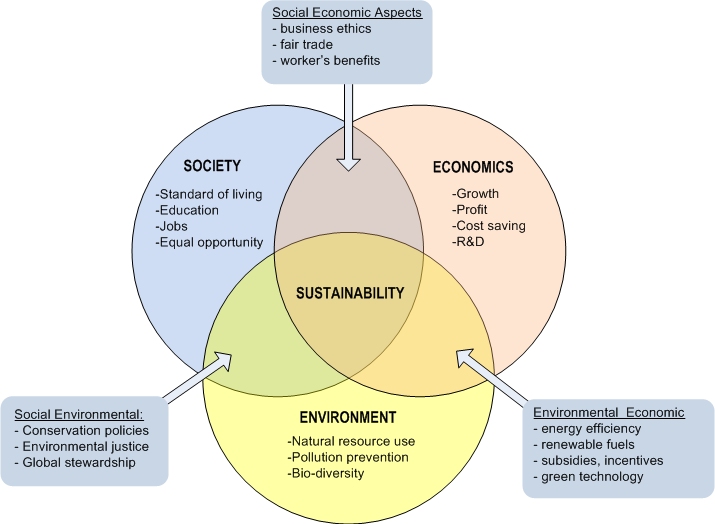 Social Economic Aspects
- business ethics
- fair trade
- worker's benefits
SOCIETY
-Standard of living
-Education
-Jobs
-Equal opportunity
ECONOMICS
-Growth
-Profit
-Cost saving
-R&D
SUSTAINABILITY
Social Environmental:
- Conservation policies
- Environmental justice
- Global stewardship
ENVIRONMENT
-Natural resource use
-Pollution prevention
-Bio-diversity
Environmental Economic
- energy efficiency
- renewable fuels
- subsidies, incentives
- green technology